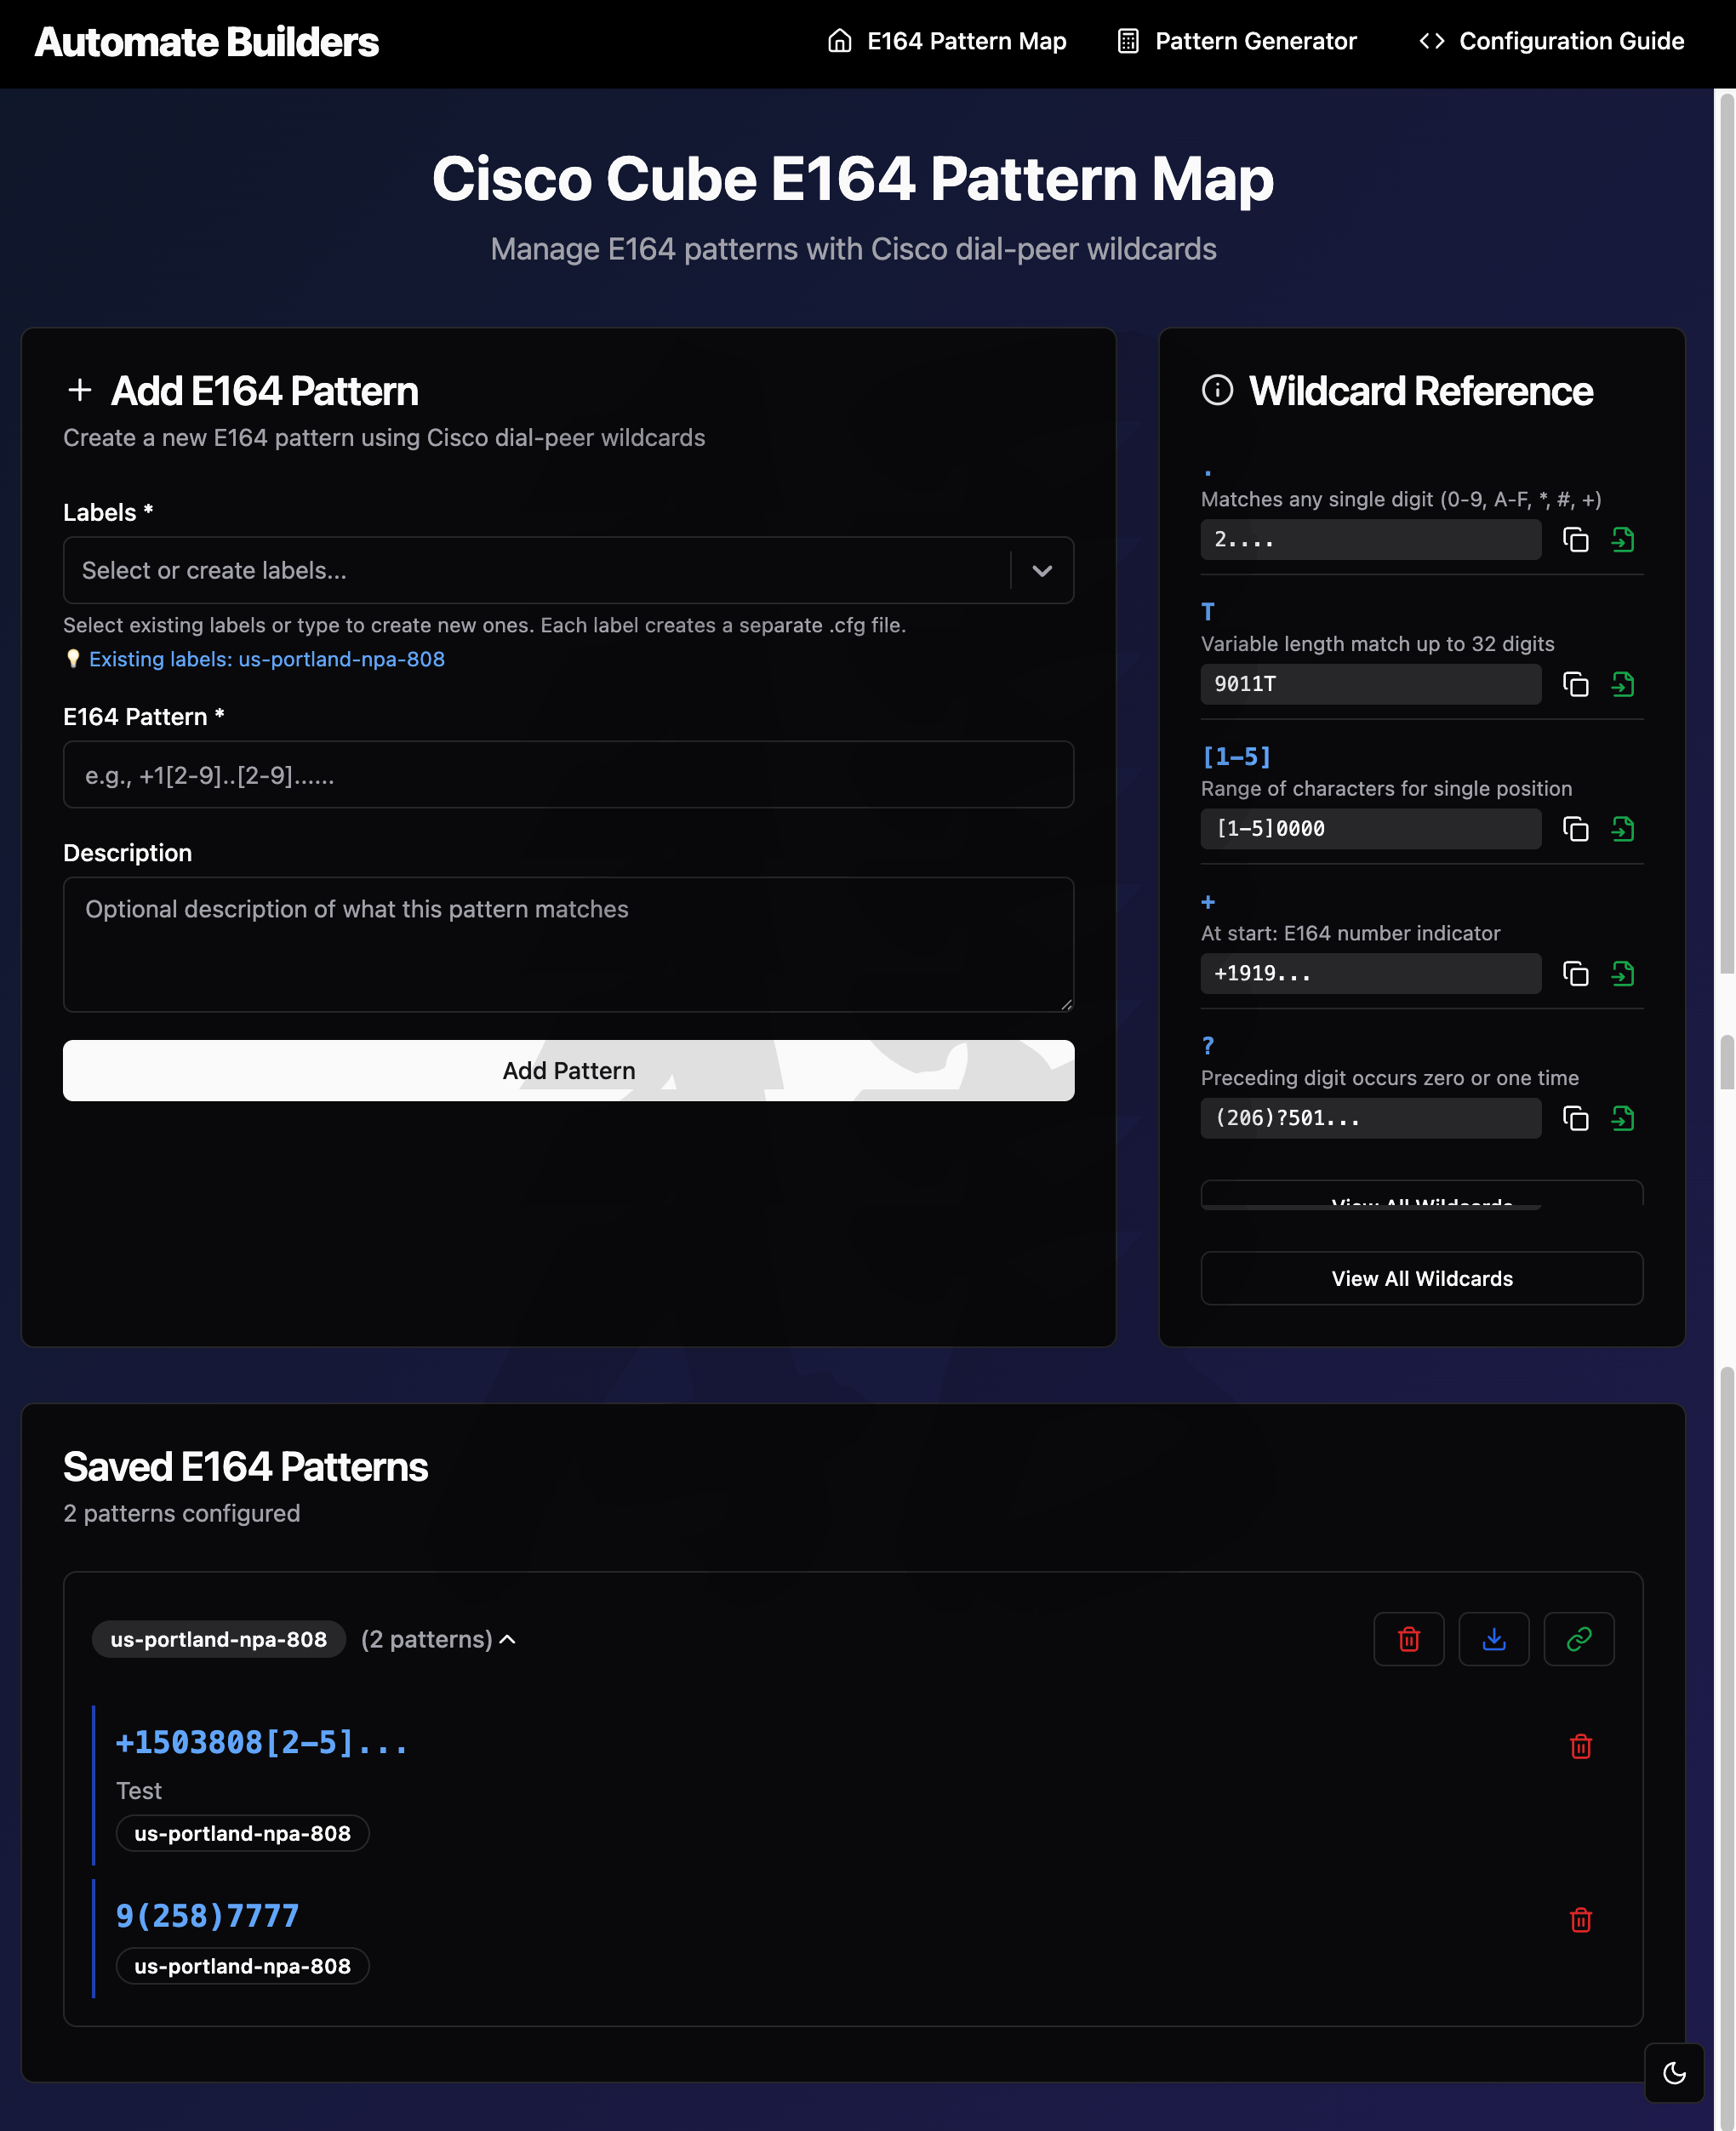 Automate Builders
E164 Pattern Map
Pattern Generator
Configuration Guide
Cisco Cube E164 Pattern Map
Manage E164 patterns with Cisco dial-peer wildcards
Add E164 Pattern
Create a new E164 pattern using Cisco dial-peer wildcards
Labels *
Select or create labels...
Select existing labels or type to create new ones. Each label creates a separate .cfg file.
💡 Existing labels: us-portland-npa-808
E164 Pattern *
e.g., +1[2-9]..[2-9]......
Description
Optional description of what this pattern matches
Add Pattern
Wildcard Reference
.
Matches any single digit (0-9, A-F, *, #, +)
2....
T
Variable length match up to 32 digits
9011T
[1-5]
Range of characters for single position
[1-5]0000
+
At start: E164 number indicator
+1919...
?
Preceding digit occurs zero or one time
(206)?501...
View All Wildcards
View All Wildcards
Saved E164 Patterns
2 patterns configured
us-portland-npa-808 (2 patterns)
+1503808[2-5]...
Test
us-portland-npa-808
9(258)7777
us-portland-npa-808